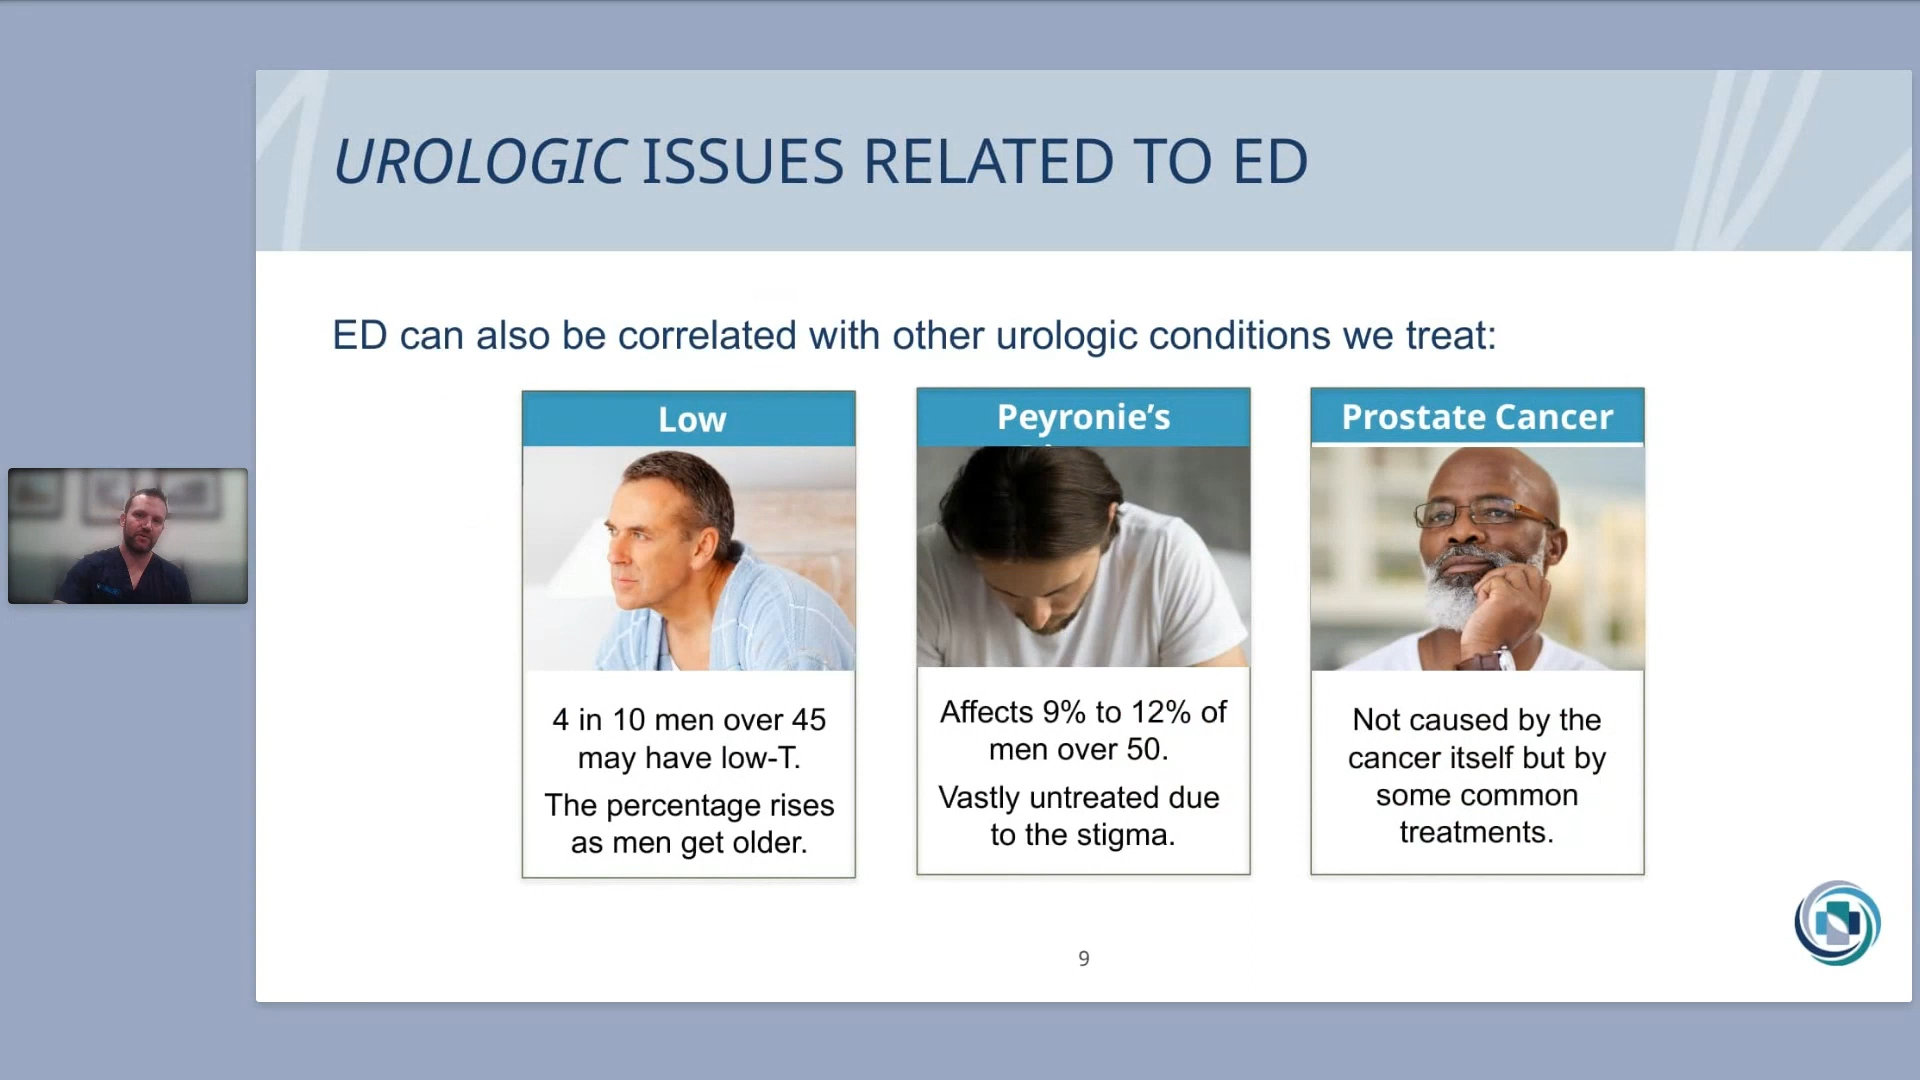 UROLOGIC ISSUES RELATED TO ED
ED can also be correlated with other urologic conditions we treat:
Low
4 in 10 men over 45
may have low-T.
The percentage rises
as men get older.
Peyronie’s
Affects 9% to 12% of
men over 50.
Vastly untreated due
to the stigma.
Prostate Cancer
Not caused by the
cancer itself but by
some common
treatments.
9